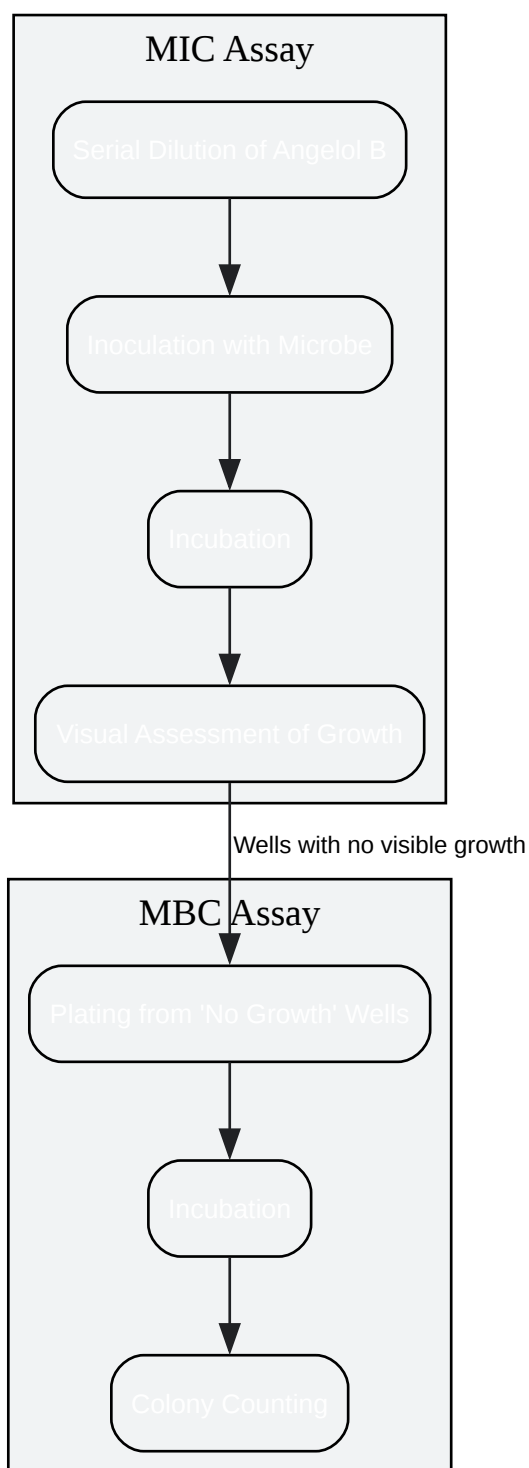 MIC Assay
Serial Dilution of Angelol B
Inoculation with Microbe
Incubation
Visual Assessment of Growth
Wells with no visible growth
MBC Assay
Plating from 'No Growth' Wells
Incubation
Colony Counting